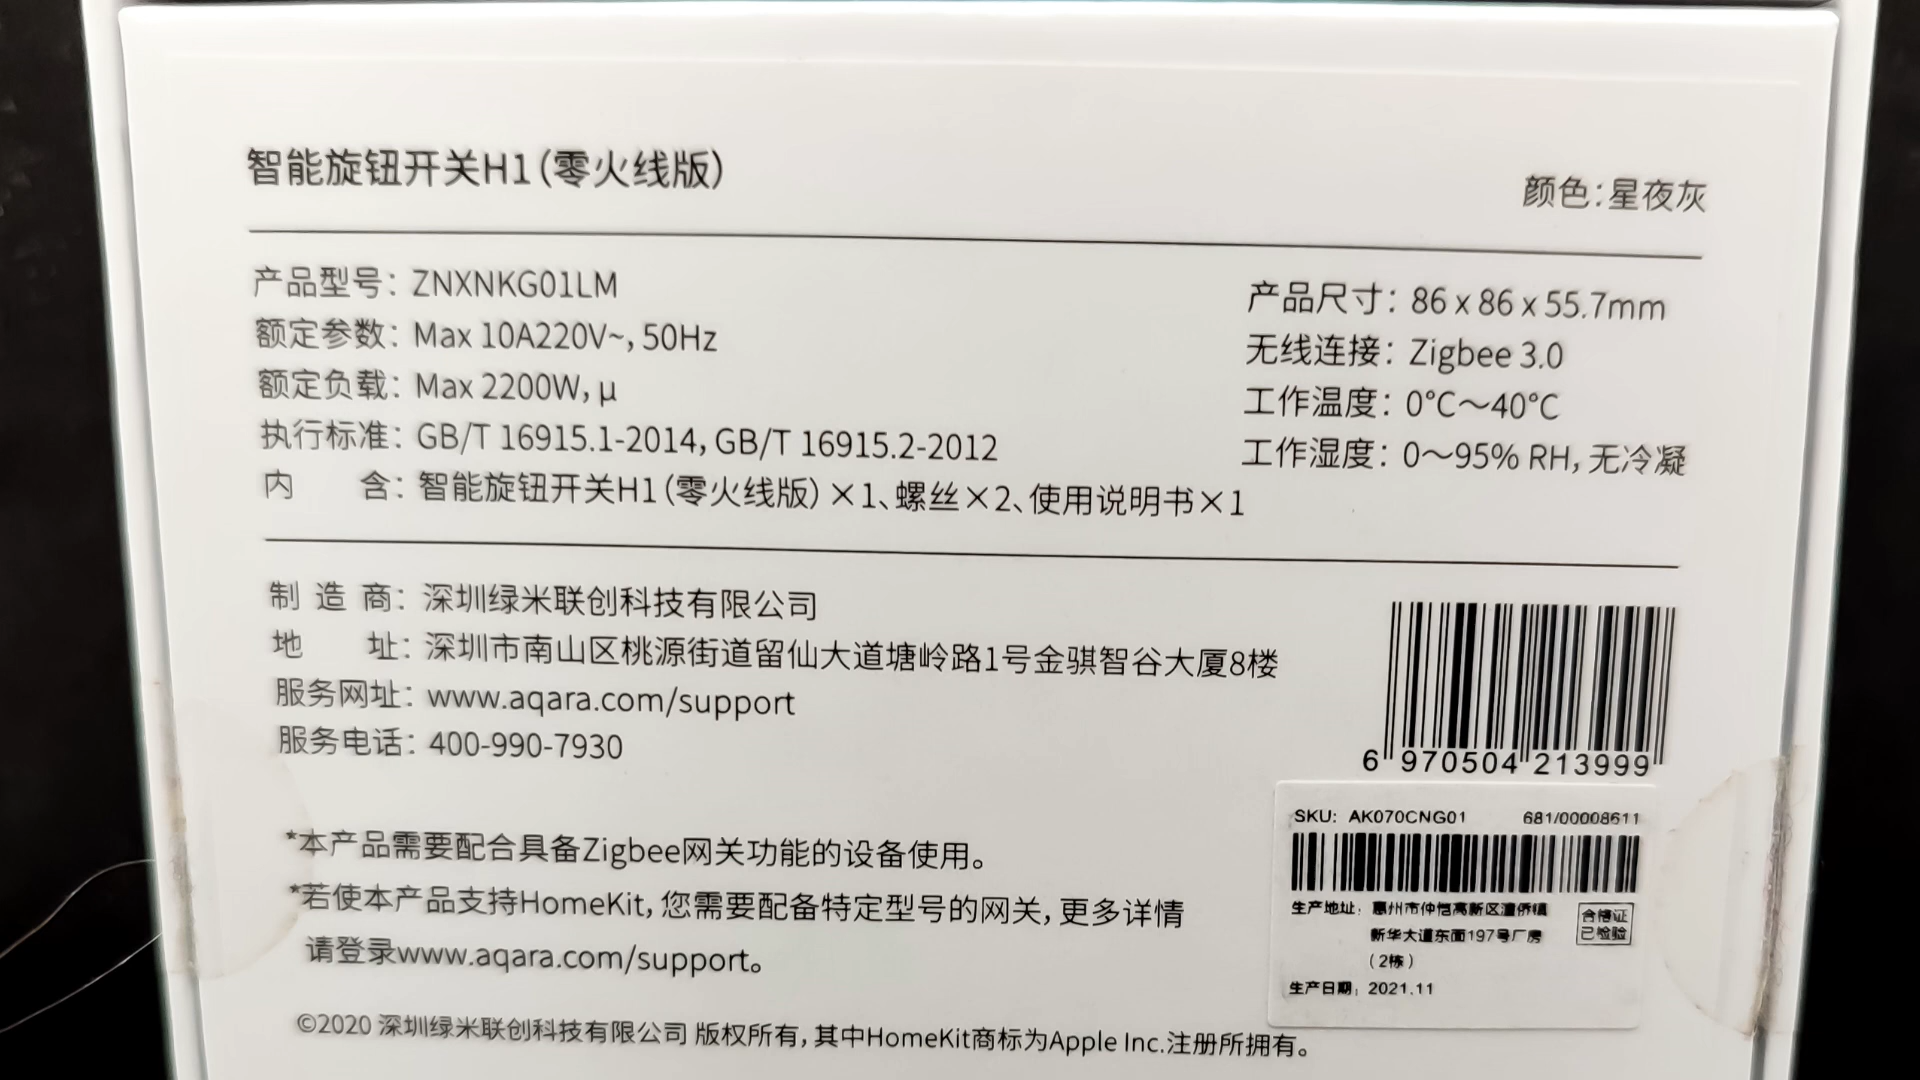 智能旋钮开关H1（零火线版）
颜色：星夜灰
产品型号：ZNXNKG01LM
额定参数：Max 10A220V~，50Hz
额定负载：Max 2200W，μ
执行标准：GB/T 16915.1-2014，GB/T 16915.2-2012
内 含：智能旋钮开关H1（零火线版）×1、螺丝×2、使用说明书×1
产品尺寸：86 x 86 x 55.7mm
无线连接：Zigbee 3.0
工作温度：0°C～40°C
工作湿度：0～95% RH，无冷凝
制 造 商：深圳绿米联创科技有限公司
地 址：深圳市南山区桃源街道留仙大道塘岭路1号金骐智谷大厦8楼
服务网址：www.aqara.com/support
服务电话：400-990-7930
6 970504 213999
SKU: AK070CNG01 681/00008611
生产地址：惠州市仲恺高新区潼侨镇
新华大道东面197号厂房
（2栋）
合格证
已检验
生产日期：2021.11
*本产品需要配合具备Zigbee网关功能的设备使用。
*若使本产品支持HomeKit，您需要配备特定型号的网关，更多详情
请登录www.aqara.com/support。
©2020 深圳绿米联创科技有限公司 版权所有，其中HomeKit商标为Apple Inc.注册所拥有。